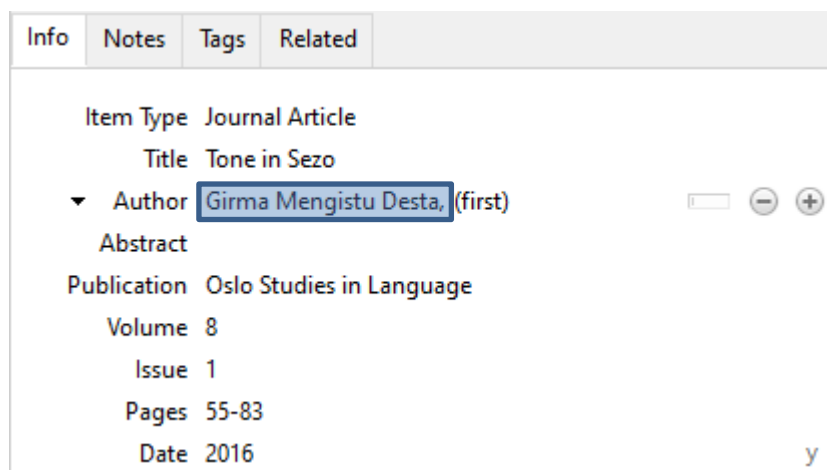 Info Notes Tags Related
Item Type Journal Article
Title Tone in Sezo
Author Girma Mengistu Desta, (first)
Abstract
Publication Oslo Studies in Language
Volume 8
Issue 1
Pages 55-83
Date 2016 y